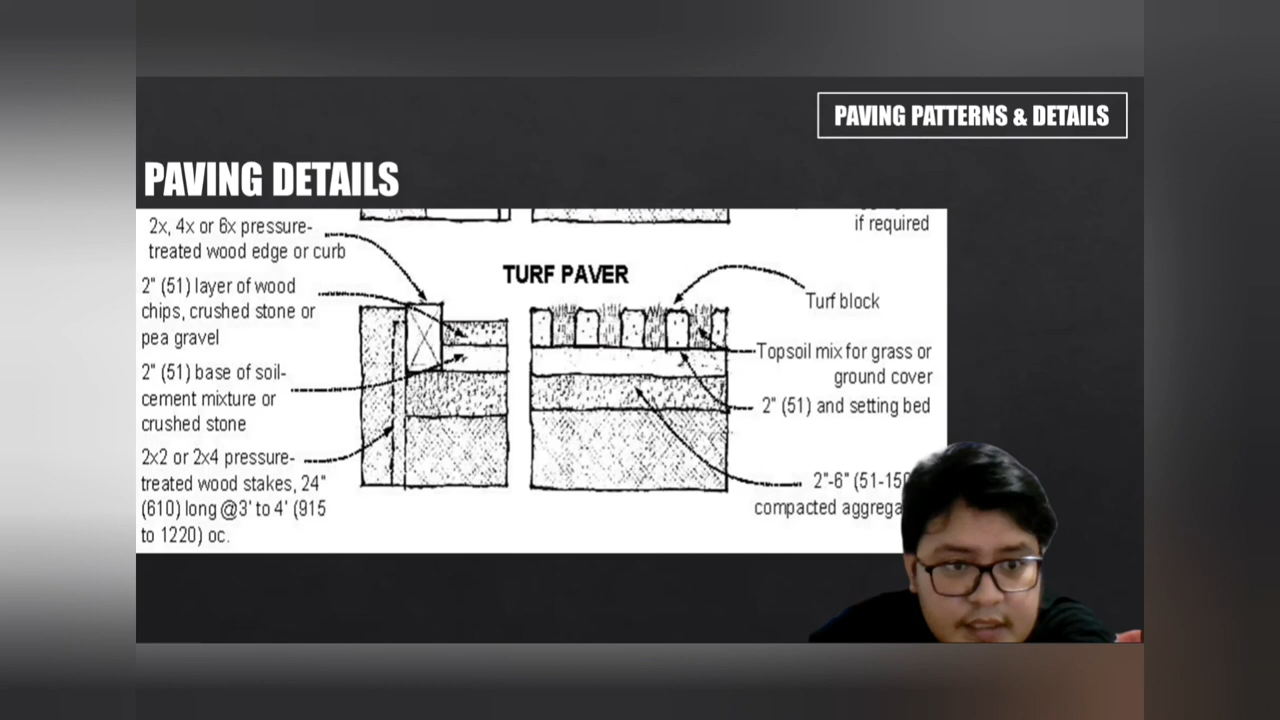 PAVING PATTERNS & DETAILS
PAVING DETAILS
2x, 4x or 6x pressure-
treated wood edge or curb
2" (51) layer of wood
chips, crushed stone or
pea gravel
2" (51) base of soil-
cement mixture or
crushed stone
2x2 or 2x4 pressure-
treated wood stakes, 24"
(610) long @3' to 4' (915
to 1220) oc.
TURF PAVER
if required
Turf block
Topsoil mix for grass or
ground cover
2" (51) and setting bed
2"-6" (51-150
compacted